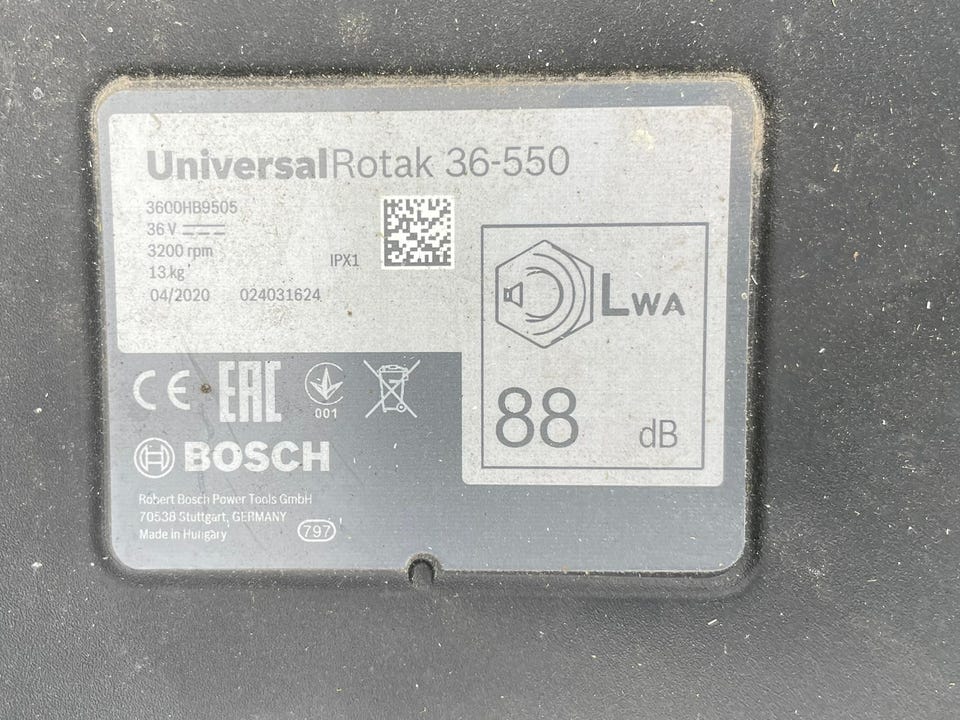 UniversalRotak 36-550
3600HB9505
36 V
3200 rpm
13 kg
IPX1
04/2020 024031624
LWA
88 dB
CE EAC
001
BOSCH
Robert Bosch Power Tools GmbH
70538 Stuttgart, GERMANY
Made in Hungary
797